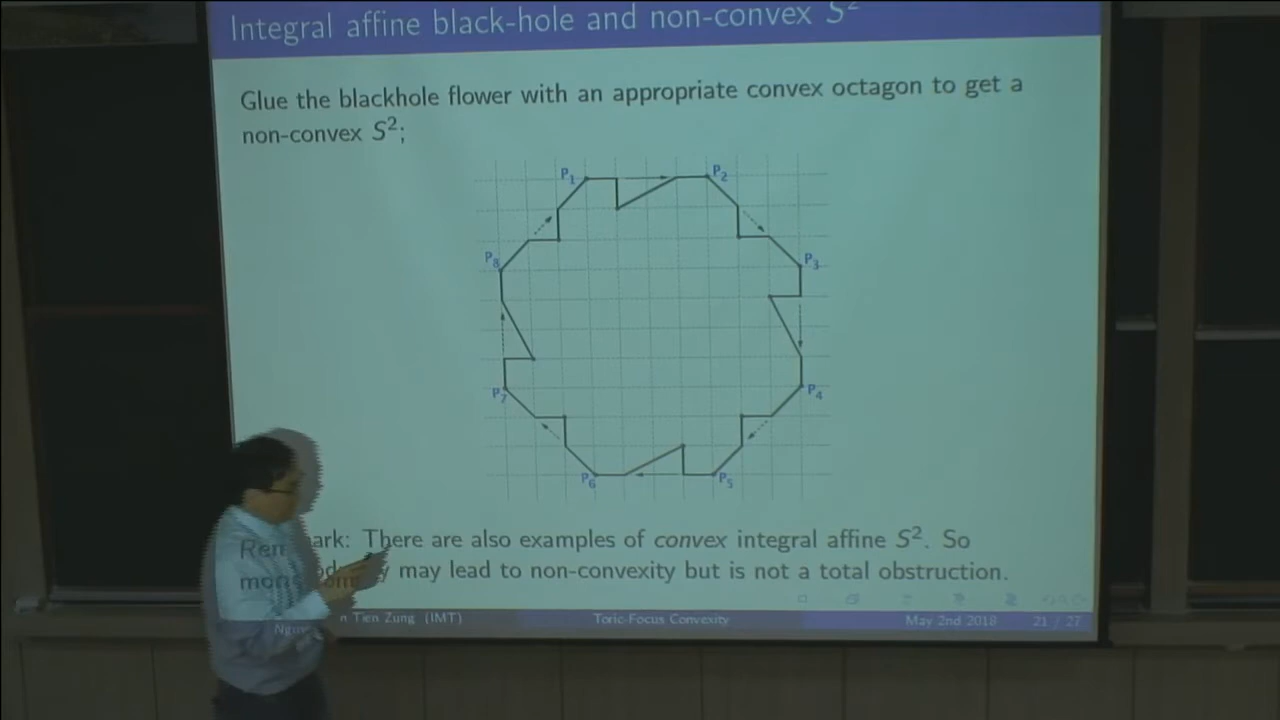 Integral affine black-hole and non-convex S²
Glue the blackhole flower with an appropriate convex octagon to get a
non-convex S²;
P₁
P₂
P₈
P₃
P₇
P₄
P₆
P₅
Remark: There are also examples of convex integral affine S². So
may lead to non-convexity but is not a total obstruction.
Tien Zung (IMT)
Toric-Focus Convexity
May 2nd 2018
21 / 27